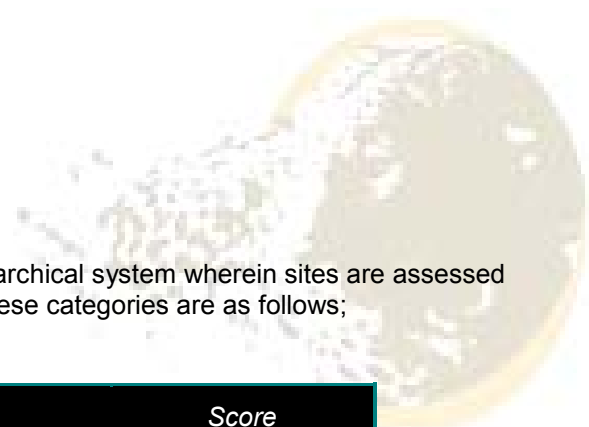 archical system wherein sites are assessed
ese categories are as follows;
Score